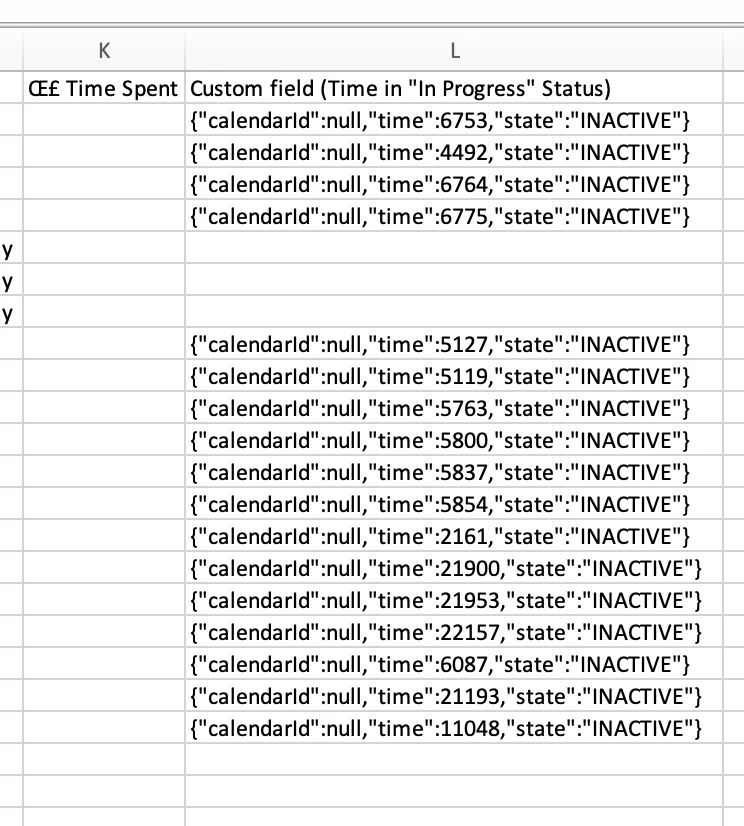 K L
Œ£ Time Spent Custom field (Time in "In Progress" Status)
{"calendarId":null,"time":6753,"state":"INACTIVE"}
{"calendarId":null,"time":4492,"state":"INACTIVE"}
{"calendarId":null,"time":6764,"state":"INACTIVE"}
{"calendarId":null,"time":6775,"state":"INACTIVE"}
y
y
y
{"calendarId":null,"time":5127,"state":"INACTIVE"}
{"calendarId":null,"time":5119,"state":"INACTIVE"}
{"calendarId":null,"time":5763,"state":"INACTIVE"}
{"calendarId":null,"time":5800,"state":"INACTIVE"}
{"calendarId":null,"time":5837,"state":"INACTIVE"}
{"calendarId":null,"time":5854,"state":"INACTIVE"}
{"calendarId":null,"time":2161,"state":"INACTIVE"}
{"calendarId":null,"time":21900,"state":"INACTIVE"}
{"calendarId":null,"time":21953,"state":"INACTIVE"}
{"calendarId":null,"time":22157,"state":"INACTIVE"}
{"calendarId":null,"time":6087,"state":"INACTIVE"}
{"calendarId":null,"time":21193,"state":"INACTIVE"}
{"calendarId":null,"time":11048,"state":"INACTIVE"}